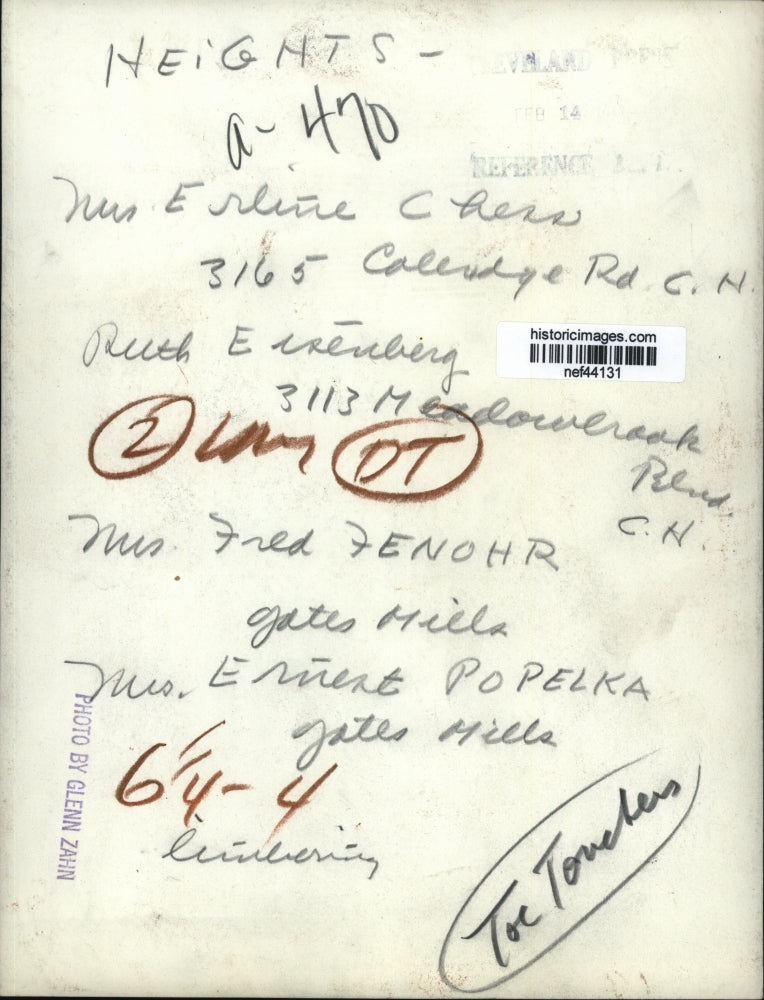 HEiGHTS -
CLEVELAND
FEB 14
a- 470
REFERENCE
Mrs Erline Chess
3165 Coleridge Rd. C. H.
historicimages.com
nef44131
Ruth Eisenberg
3113 Meadowbrook
Blvd.
C.H.
2 DT
Mrs. Fred FENOHR
Gates Mills
Mrs. Ernest POPELKA
Gates Mills
PHOTO BY GLENN ZAHN
6 4 - 4
limbering
Toe Touchers